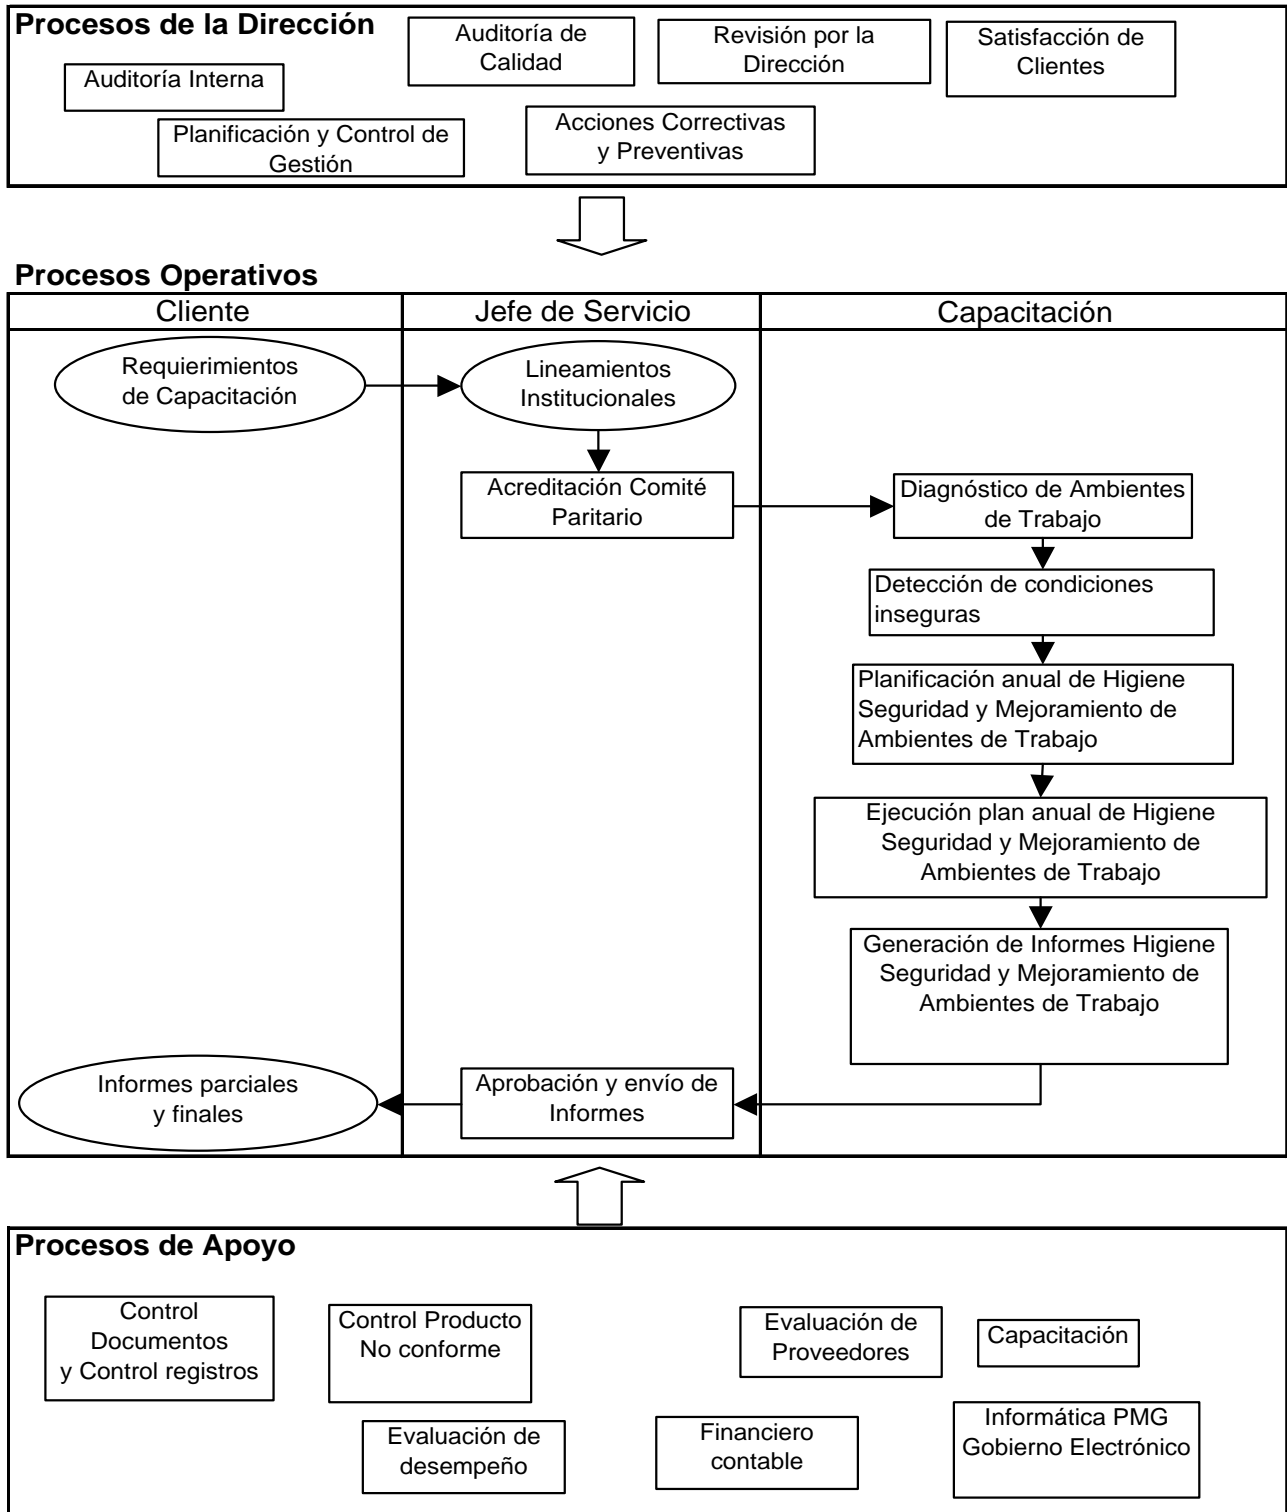 Procesos de la Dirección
Auditoría de
Calidad
Revisión por la
Dirección
Satisfacción de
Clientes
Auditoría Interna
Planificación y Control de
Gestión
Acciones Correctivas
y Preventivas
Procesos Operativos
Cliente
Jefe de Servicio
Capacitación
Requierimientos
de Capacitación
Lineamientos
Institucionales
Acreditación Comité
Paritario
Diagnóstico de Ambientes
de Trabajo
Detección de condiciones
inseguras
Planificación anual de Higiene
Seguridad y Mejoramiento de
Ambientes de Trabajo
Ejecución plan anual de Higiene
Seguridad y Mejoramiento de
Ambientes de Trabajo
Generación de Informes Higiene
Seguridad y Mejoramiento de
Ambientes de Trabajo
Aprobación y envío de
Informes
Informes parciales
y finales
Procesos de Apoyo
Control
Documentos
y Control registros
Control Producto
No conforme
Evaluación de
Proveedores
Capacitación
Evaluación de
desempeño
Financiero
contable
Informática PMG
Gobierno Electrónico